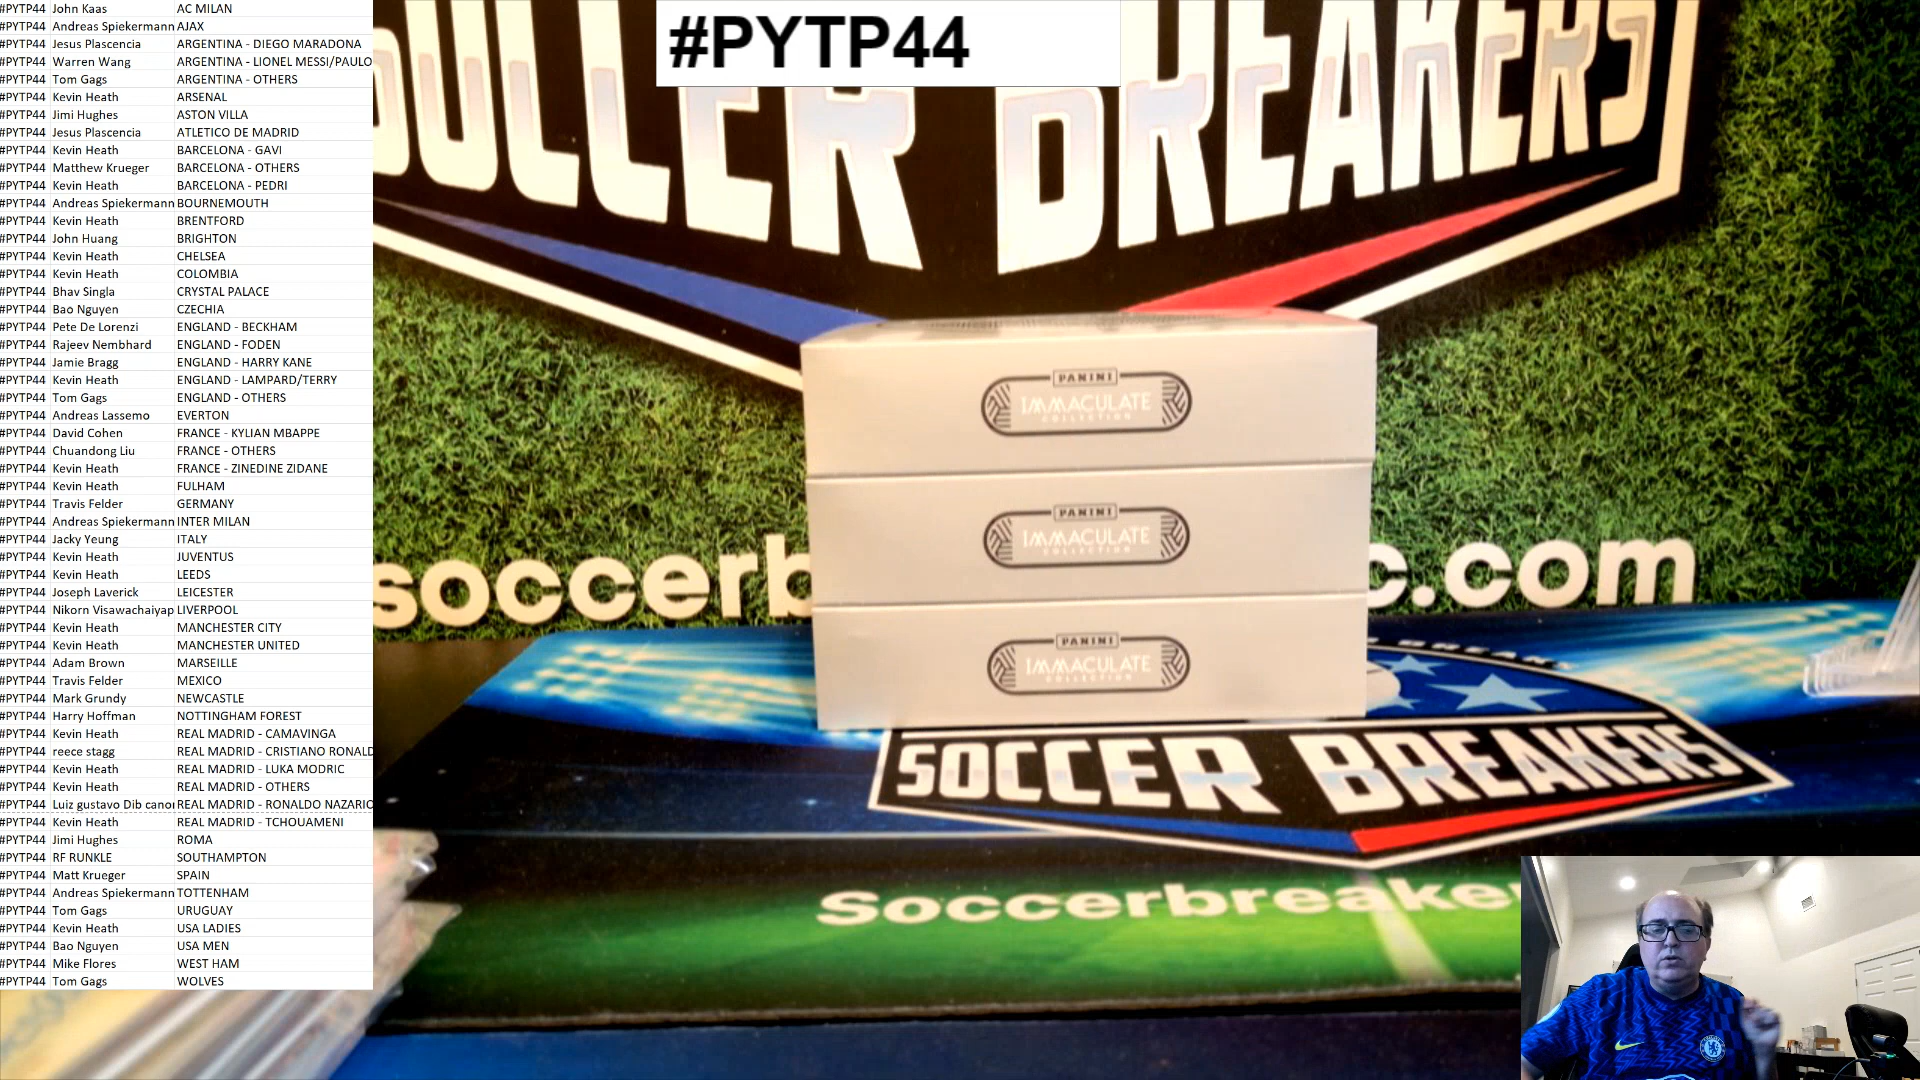 #PYTP44 John Kaas AC MILAN
#PYTP44 Andreas Spiekermann AJAX
#PYTP44 Jesus Plascencia ARGENTINA - DIEGO MARADONA
#PYTP44 Warren Wang ARGENTINA - LIONEL MESSI/PAULO
#PYTP44 Tom Gags ARGENTINA - OTHERS
#PYTP44 Kevin Heath ARSENAL
#PYTP44 Jimi Hughes ASTON VILLA
#PYTP44 Jesus Plascencia ATLETICO DE MADRID
#PYTP44 Kevin Heath BARCELONA - GAVI
#PYTP44 Matthew Krueger BARCELONA - OTHERS
#PYTP44 Kevin Heath BARCELONA - PEDRI
#PYTP44 Andreas Spiekermann BOURNEMOUTH
#PYTP44 Kevin Heath BRENTFORD
#PYTP44 John Huang BRIGHTON
#PYTP44 Kevin Heath CHELSEA
#PYTP44 Kevin Heath COLOMBIA
#PYTP44 Bhav Singla CRYSTAL PALACE
#PYTP44 Bao Nguyen CZECHIA
#PYTP44 Pete De Lorenzi ENGLAND - BECKHAM
#PYTP44 Rajeev Nembhard ENGLAND - FODEN
#PYTP44 Jamie Bragg ENGLAND - HARRY KANE
#PYTP44 Kevin Heath ENGLAND - LAMPARD/TERRY
#PYTP44 Tom Gags ENGLAND - OTHERS
#PYTP44 Andreas Lassemo EVERTON
#PYTP44 David Cohen FRANCE - KYLIAN MBAPPE
#PYTP44 Chuandong Liu FRANCE - OTHERS
#PYTP44 Kevin Heath FRANCE - ZINEDINE ZIDANE
#PYTP44 Kevin Heath FULHAM
#PYTP44 Travis Felder GERMANY
#PYTP44 Andreas Spiekermann INTER MILAN
#PYTP44 Jacky Yeung ITALY
#PYTP44 Kevin Heath JUVENTUS
#PYTP44 Kevin Heath LEEDS
#PYTP44 Joseph Laverick LEICESTER
#PYTP44 Nikorn Visawachaiyap LIVERPOOL
#PYTP44 Kevin Heath MANCHESTER CITY
#PYTP44 Kevin Heath MANCHESTER UNITED
#PYTP44 Adam Brown MARSEILLE
#PYTP44 Travis Felder MEXICO
#PYTP44 Mark Grundy NEWCASTLE
#PYTP44 Harry Hoffman NOTTINGHAM FOREST
#PYTP44 Kevin Heath REAL MADRID - CAMAVINGA
#PYTP44 reece stagg REAL MADRID - CRISTIANO RONALD
#PYTP44 Kevin Heath REAL MADRID - LUKA MODRIC
#PYTP44 Kevin Heath REAL MADRID - OTHERS
#PYTP44 Luiz gustavo Dib canon REAL MADRID - RONALDO NAZARIO
#PYTP44 Kevin Heath REAL MADRID - TCHOUAMENI
#PYTP44 Jimi Hughes ROMA
#PYTP44 RF RUNKLE SOUTHAMPTON
#PYTP44 Matt Krueger SPAIN
#PYTP44 Andreas Spiekermann TOTTENHAM
#PYTP44 Tom Gags URUGUAY
#PYTP44 Kevin Heath USA LADIES
#PYTP44 Bao Nguyen USA MEN
#PYTP44 Mike Flores WEST HAM
#PYTP44 Tom Gags WOLVES
#PYTP44
SOCCER BREAKERS
soccerb c.com
PANINI
IMMACULATE
COLLECTION
PANINI
IMMACULATE
COLLECTION
PANINI
IMMACULATE
COLLECTION
SOCCER BREAKERS
Soccerbreake